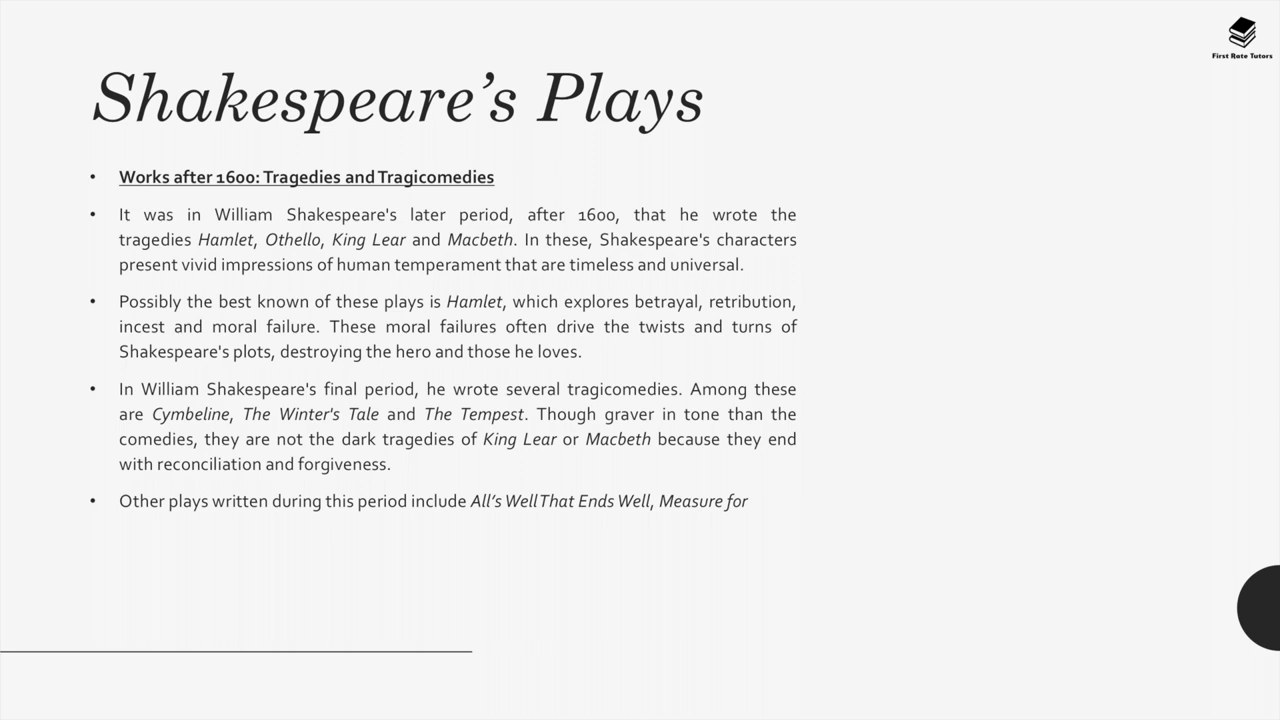 First Rate Tutors
Shakespeare’s Plays
• Works after 1600: Tragedies and Tragicomedies
• It was in William Shakespeare's later period, after 1600, that he wrote the
tragedies Hamlet, Othello, King Lear and Macbeth. In these, Shakespeare's characters
present vivid impressions of human temperament that are timeless and universal.
• Possibly the best known of these plays is Hamlet, which explores betrayal, retribution,
incest and moral failure. These moral failures often drive the twists and turns of
Shakespeare's plots, destroying the hero and those he loves.
• In William Shakespeare's final period, he wrote several tragicomedies. Among these
are Cymbeline, The Winter's Tale and The Tempest. Though graver in tone than the
comedies, they are not the dark tragedies of King Lear or Macbeth because they end
with reconciliation and forgiveness.
• Other plays written during this period include All’s Well That Ends Well, Measure for